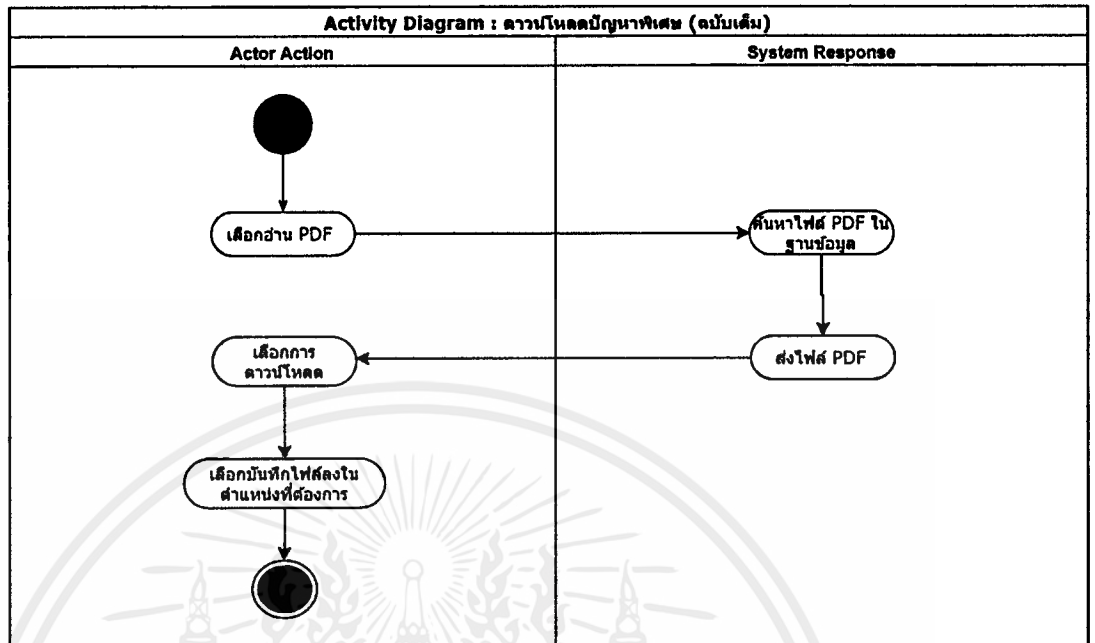 Activity Diagram : ดาวน์โหลดปัญหาพิเศษ (ฉบับเต็ม)
Actor Action
System Response
เลือกอ่าน PDF
ค้นหาไฟล์ PDF ใน
ฐานข้อมูล
เลือกการ
ดาวน์โหลด
ส่งไฟล์ PDF
เลือกบันทึกไฟล์ลงใน
ตำแหน่งที่ต้องการ